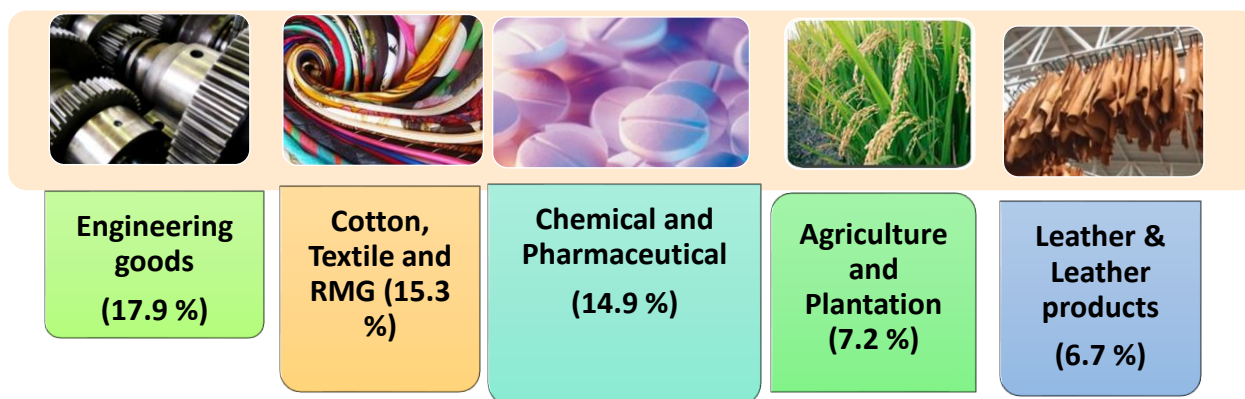 Engineering
goods
(17.9 %)
Cotton,
Textile and
RMG (15.3
%)
Chemical and
Pharmaceutical
(14.9 %)
Agriculture
and
Plantation
(7.2 %)
Leather &
Leather
products
(6.7 %)